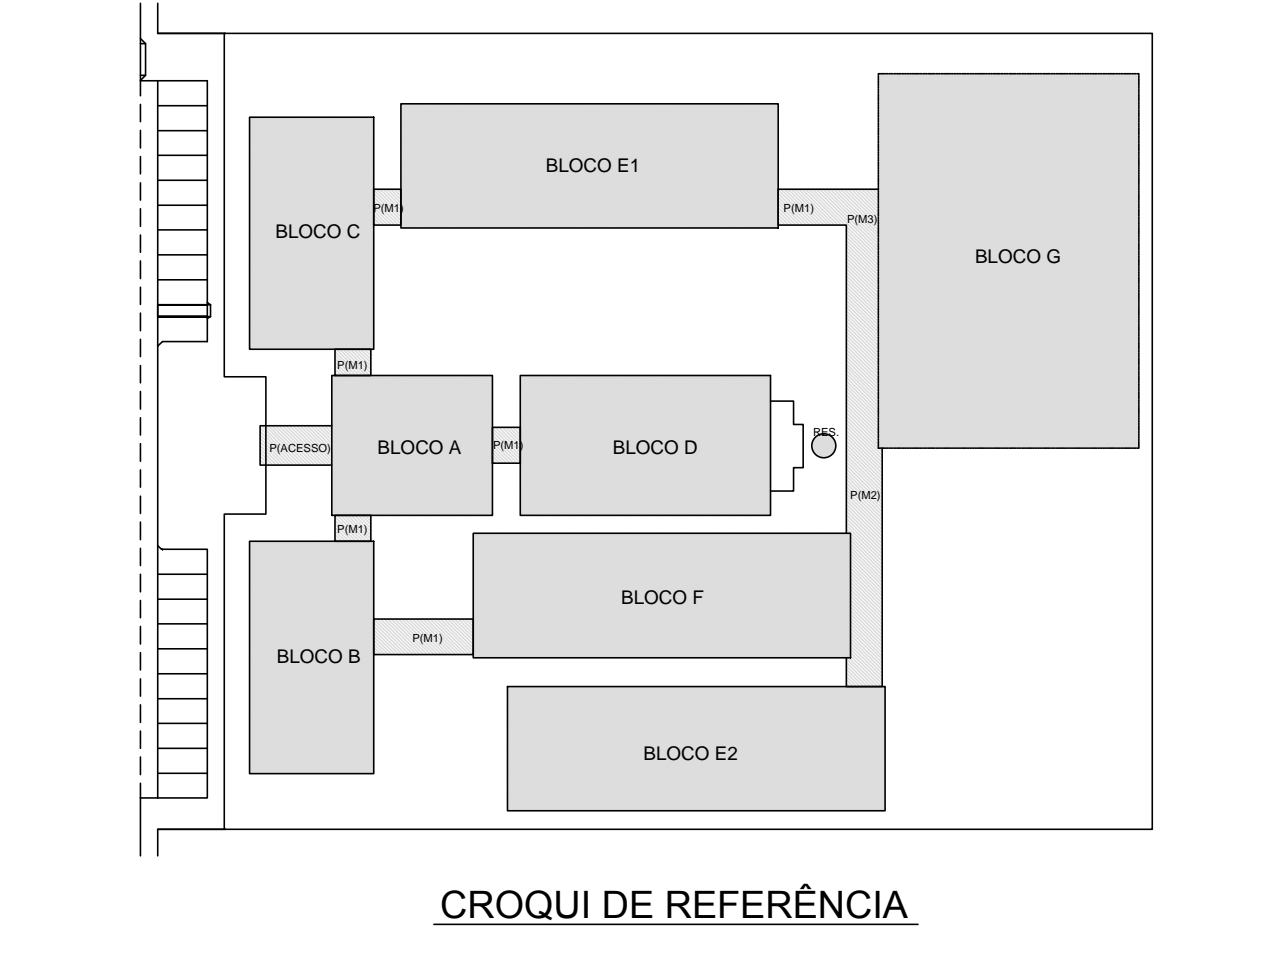 BLOCO E1
BLOCO C
P(M1)
P(M1)
P(M3)
BLOCO G
P(M1)
P(ACESSO)
BLOCO A
P(M1)
BLOCO D
RES.
P(M2)
P(M1)
BLOCO F
P(M1)
BLOCO B
BLOCO E2
CROQUI DE REFERÊNCIA